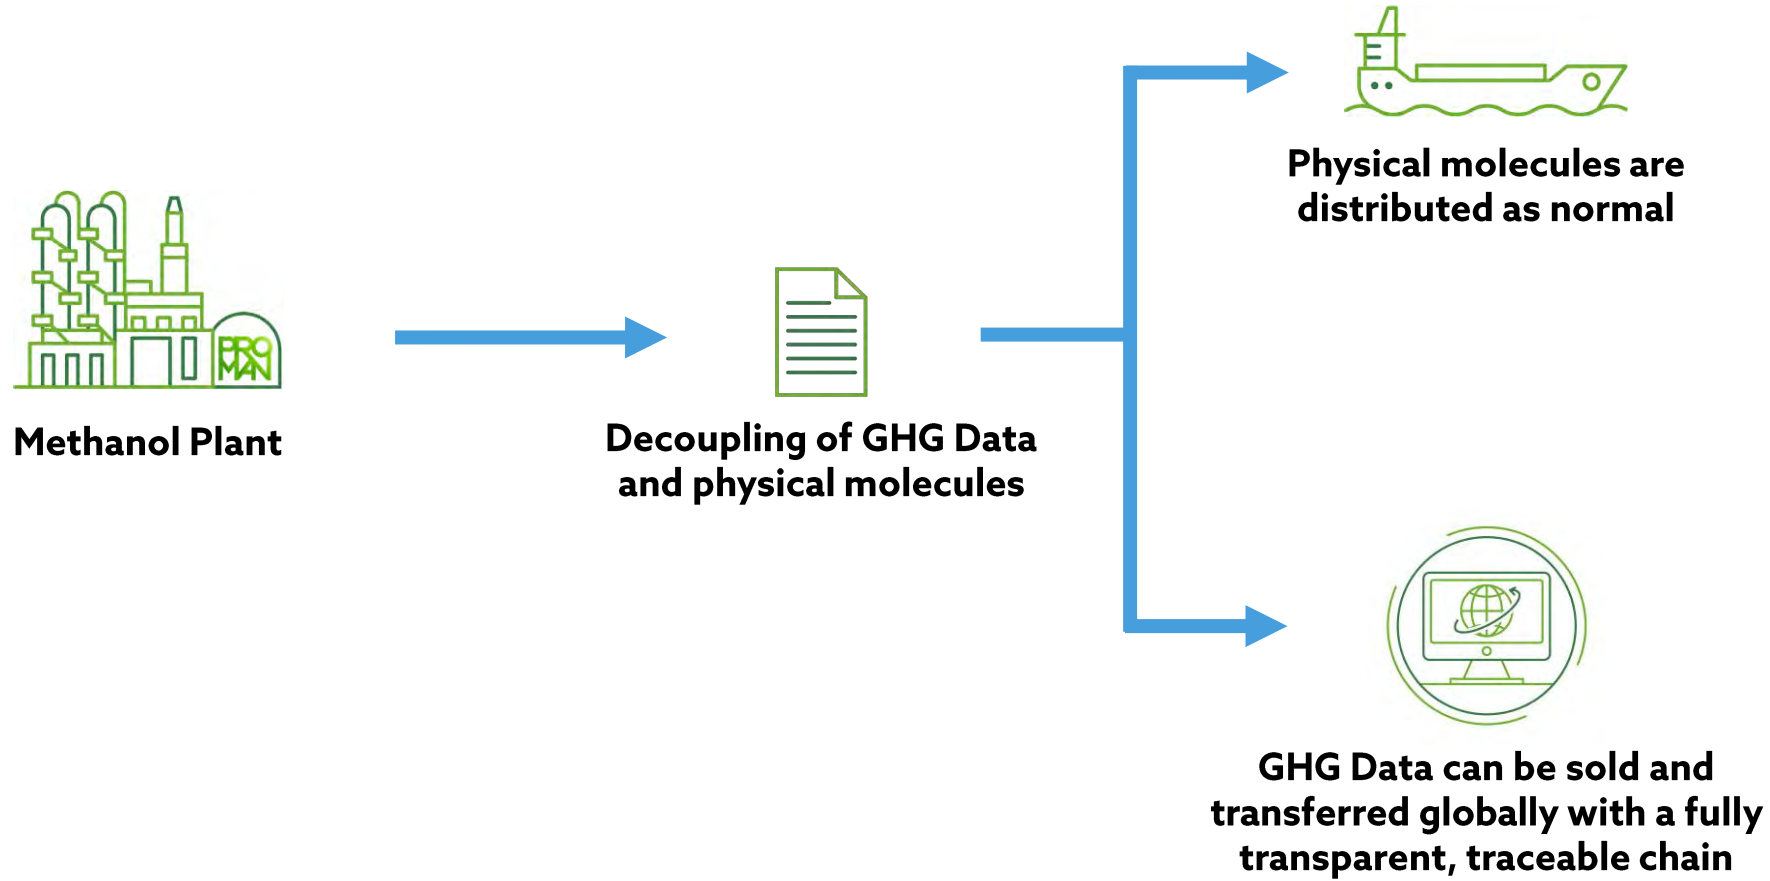 Physical molecules are
distributed as normal
PRO
MAN
Methanol Plant
Decoupling of GHG Data
and physical molecules
GHG Data can be sold and
transferred globally with a fully
transparent, traceable chain